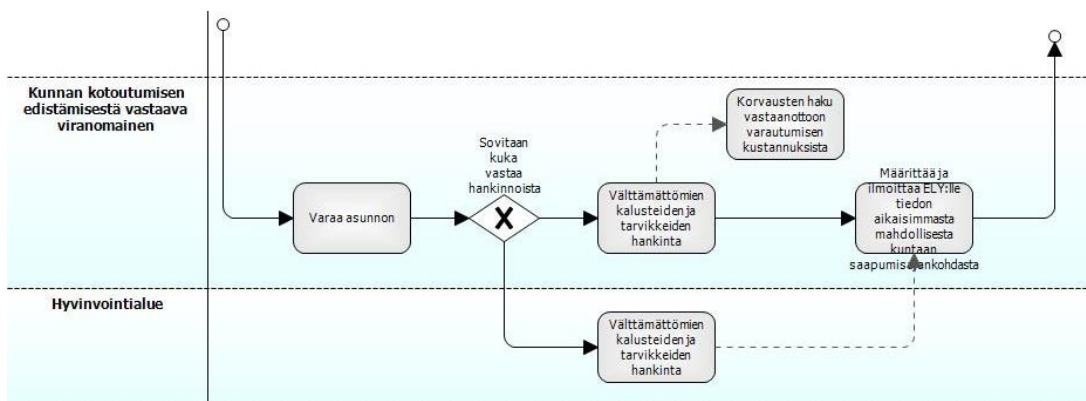 Kunnan kotoutumisen
edistämisestä vastaava
viranomainen
Korvausten haku
vastaanottoon
varautumisen
kustannuksista
Sovitaan
kuka
vastaa
hankinnoista
Varaa asunnon
Välttämättömien
kalusteiden ja
tarvikkeiden
hankinta
Määrittää ja
ilmoittaa ELY:lle
tiedon
aikaisimmasta
mahdollisesta
kuntaan
saapumisajankohdasta
Hyvinvointialue
Välttämättömien
kalusteiden ja
tarvikkeiden
hankinta